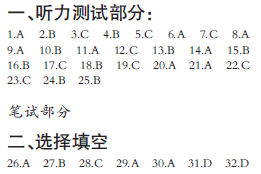 一、听力测试部分:
1.A 2.B 3.C 4.B 5.C 6.A 7.C 8.A
9.A 10.B 11.A 12.C 13.B 14.A 15.B
16.B 17.C 18.B 19.C 20.A 21.A 22.C
23.C 24.B 25.B
笔试部分
二、选择填空
26.A 27.B 28.C 29.A 30.A 31.D 32.D